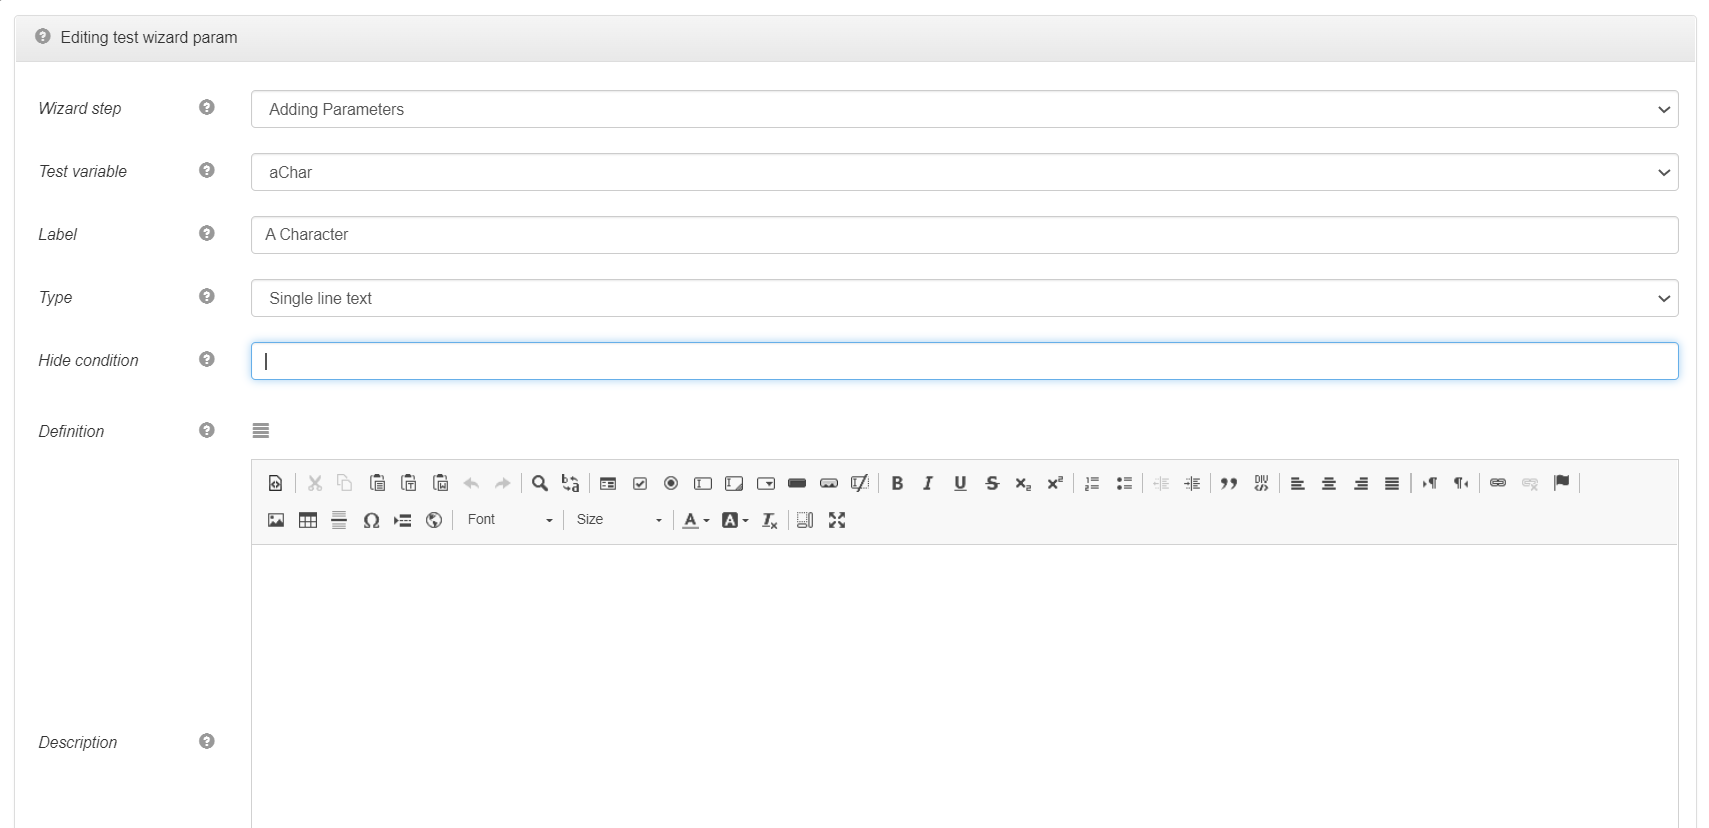 Editing test wizard param
Wizard step
Adding Parameters
Test variable
aChar
Label
A Character
Type
Single line text
Hide condition
Definition
Font
Size
Description